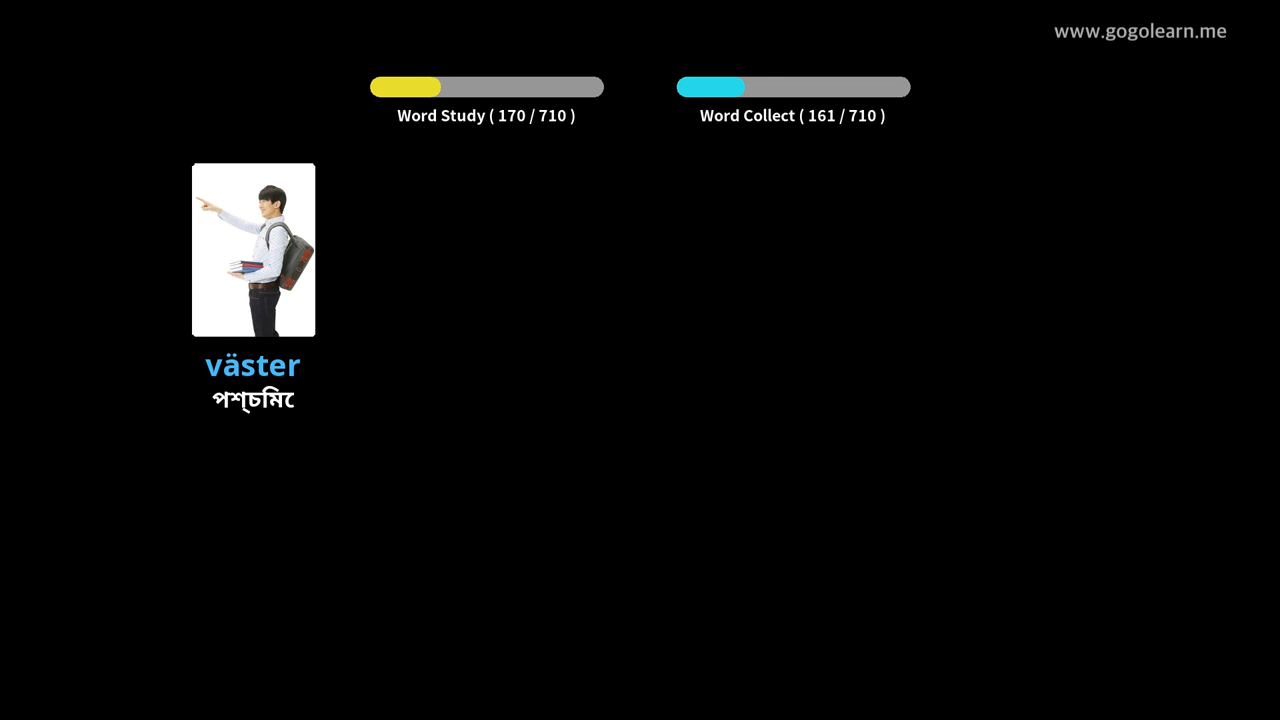 www.gogolearn.me
Word Study ( 170 / 710 )
Word Collect ( 161 / 710 )
väster
পশ্চিমে